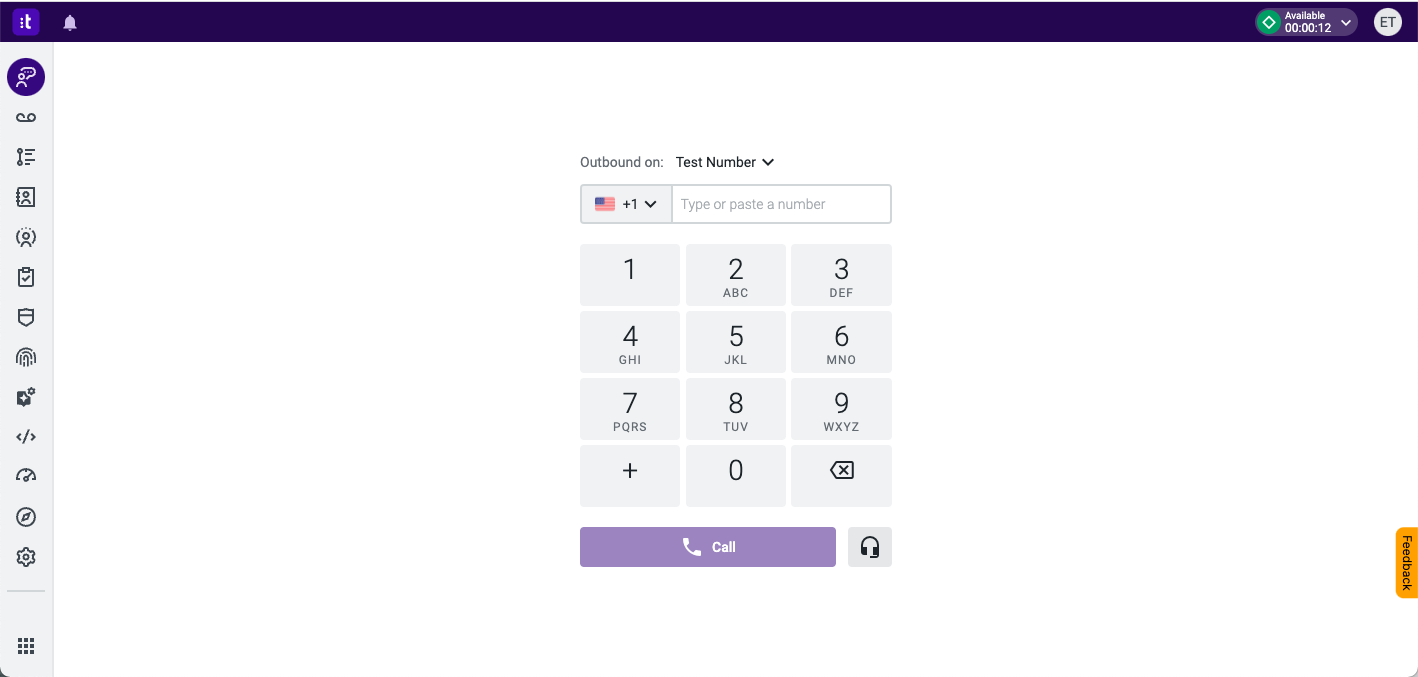 :t
Available
00:00:12
ET
Outbound on: Test Number
+1 Type or paste a number
1 2 3
ABC DEF
4 5 6
GHI JKL MNO
7 8 9
PQRS TUV WXYZ
+ 0
Call
Feedback